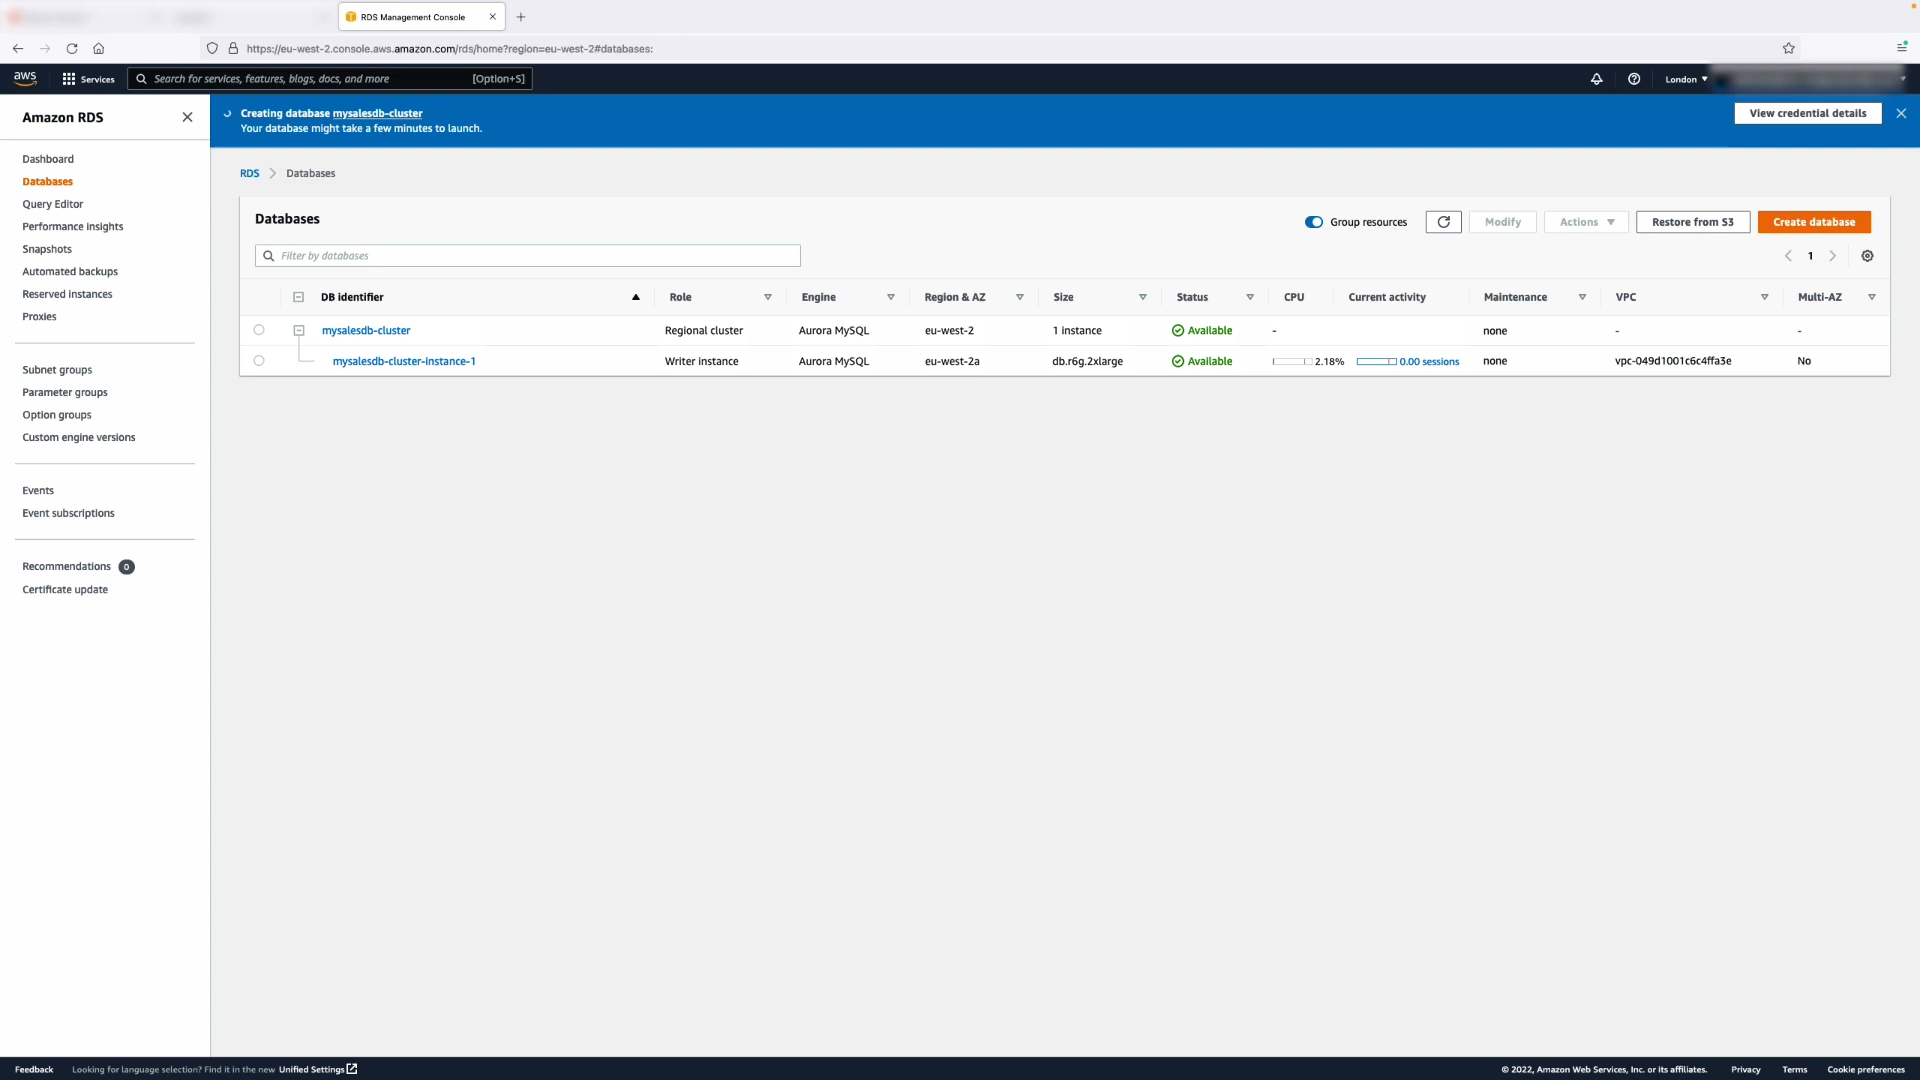 RDS Management Console
https://eu-west-2.console.aws.amazon.com/rds/home?region=eu-west-2#databases:
aws
Services
Search for services, features, blogs, docs, and more
[Option+S]
London
Amazon RDS
Dashboard
Databases
Query Editor
Performance insights
Snapshots
Automated backups
Reserved instances
Proxies
Subnet groups
Parameter groups
Option groups
Custom engine versions
Events
Event subscriptions
Recommendations 0
Certificate update
Creating database mysalesdb-cluster
Your database might take a few minutes to launch.
View credential details
RDS Databases
Databases
Group resources
Modify
Actions
Restore from S3
Create database
Filter by databases
1
DB identifier Role Engine Region & AZ Size Status CPU Current activity Maintenance VPC Multi-AZ
mysalesdb-cluster Regional cluster Aurora MySQL eu-west-2 1 instance Available - none - -
mysalesdb-cluster-instance-1 Writer instance Aurora MySQL eu-west-2a db.r6g.2xlarge Available 2.18% 0.00 sessions none vpc-049d1001c6c4ffa3e No
Feedback Looking for language selection? Find it in the new Unified Settings © 2022, Amazon Web Services, Inc. or its affiliates. Privacy Terms Cookie preferences